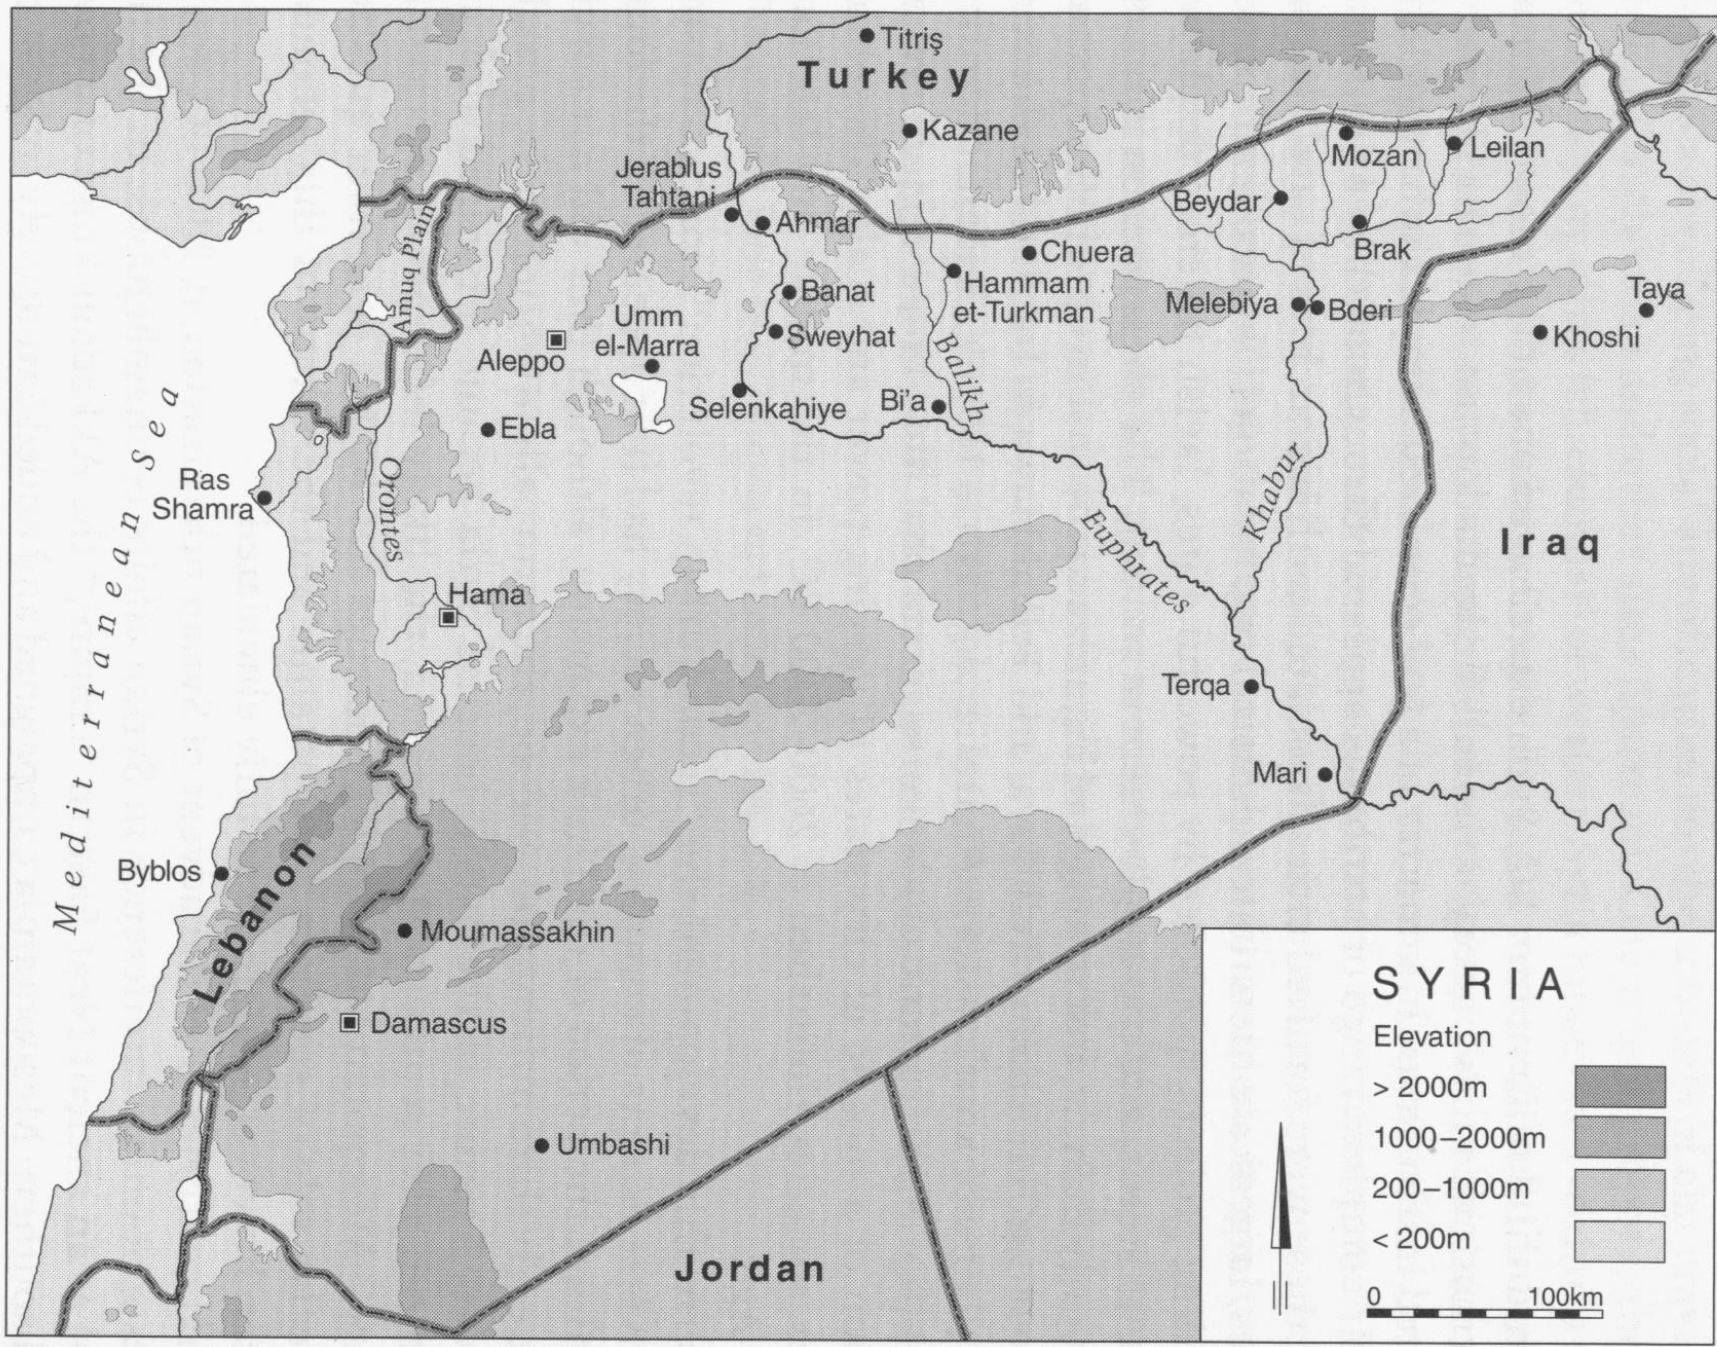 Titriş
Turkey
Kazane
Jerablus
Tahtani
Ahmar
Mozan
Leilan
Beydar
Brak
Amuq Plain
Chuera
Hammam
et-Turkman
Banat
Sweyhat
Melebiya
Bderi
Taya
Khoshi
Umm
el-Marra
Aleppo
Selenkahiye
Bi'a
Balikh
Ebla
Ras
Shamra
Orontes
Mediterranean Sea
Khabur
Euphrates
Iraq
Hama
Terqa
Mari
Byblos
Lebanon
Moumassakhin
Damascus
Umbashi
Jordan
SYRIA
Elevation
> 2000m
1000–2000m
200–1000m
< 200m
0 100km